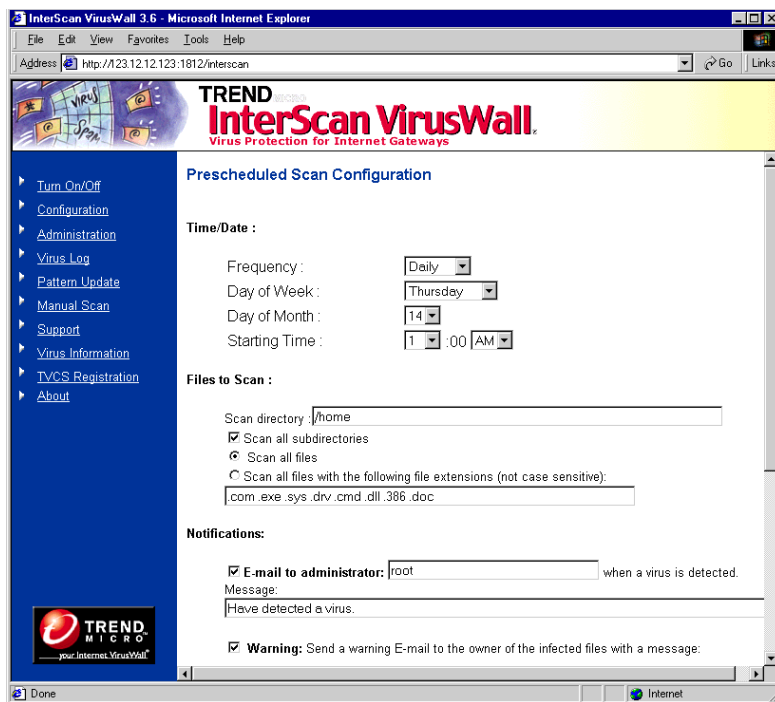 InterScan VirusWall 3.6 - Microsoft Internet Explorer
File Edit View Favorites Tools Help
Address http://123.12.12.123:1812/interscan Go Links
VIRUS
Spam
TREND MICRO
InterScan VirusWall
Virus Protection for Internet Gateways
Turn On/Off
Configuration
Administration
Virus Log
Pattern Update
Manual Scan
Support
Virus Information
TVCS Registration
About
TREND
MICRO
your Internet VirusWall
Prescheduled Scan Configuration
Time/Date :
Frequency : Daily
Day of Week : Thursday
Day of Month : 14
Starting Time : 1 :00 AM
Files to Scan :
Scan directory : /home
Scan all subdirectories
Scan all files
Scan all files with the following file extensions (not case sensitive):
.com .exe .sys .drv .cmd .dll .386 .doc
Notifications:
E-mail to administrator: root when a virus is detected.
Message:
Have detected a virus.
Warning: Send a warning E-mail to the owner of the infected files with a message:
Done Internet